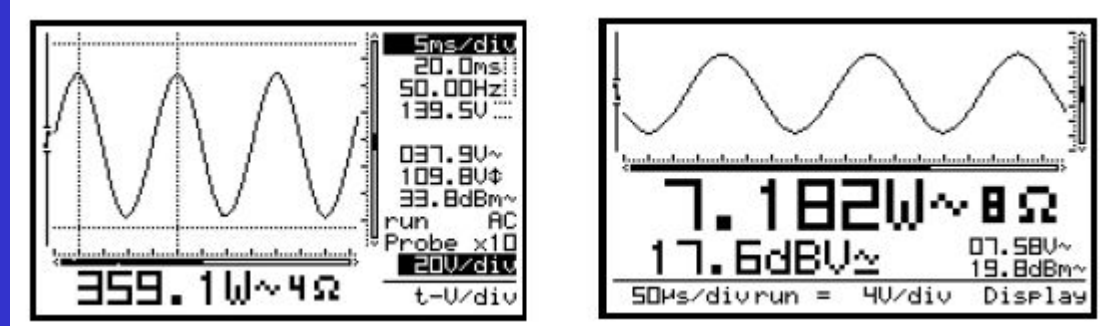 5ms/div
20.0ms
50.00Hz
139.5V
037.9V~
109.8V⇕
33.8dBm~
run AC
Probe x10
20V/div
359.1W~4Ω
t-V/div
7.182W~8Ω
17.6dBV≃
07.58V~
19.8dBm~
50µs/div run = 4V/div Display